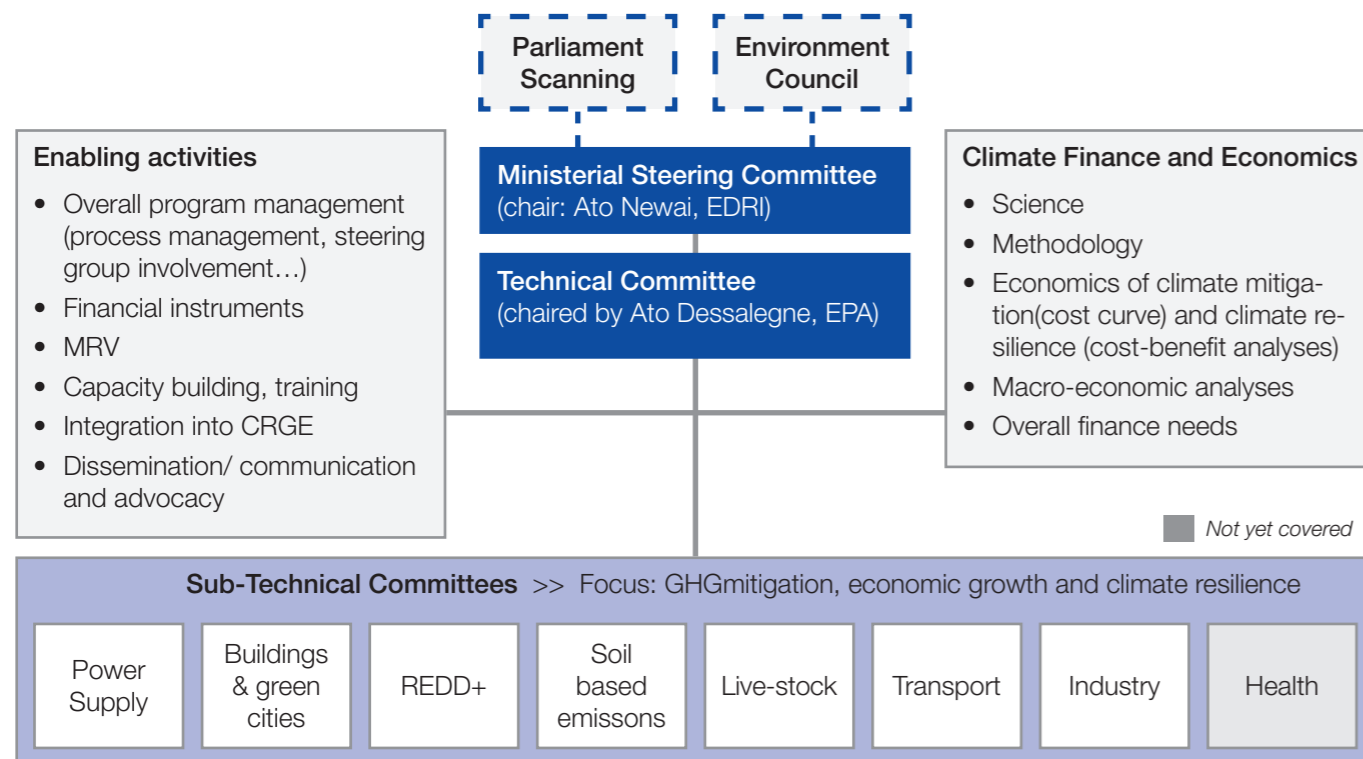 Parliament
Scanning
Environment
Council
Enabling activities
• Overall program management
(process management, steering
group involvement…)
• Financial instruments
• MRV
• Capacity building, training
• Integration into CRGE
• Dissemination/ communication
and advocacy
Ministerial Steering Committee
(chair: Ato Newai, EDRI)
Technical Committee
(chaired by Ato Dessalegne, EPA)
Climate Finance and Economics
• Science
• Methodology
• Economics of climate mitiga-
tion(cost curve) and climate re-
silience (cost-benefit analyses)
• Macro-economic analyses
• Overall finance needs
Not yet covered
Sub-Technical Committees >> Focus: GHGmitigation, economic growth and climate resilience
Power
Supply
Buildings
& green
cities
REDD+
Soil
based
emissons
Live-stock
Transport
Industry
Health